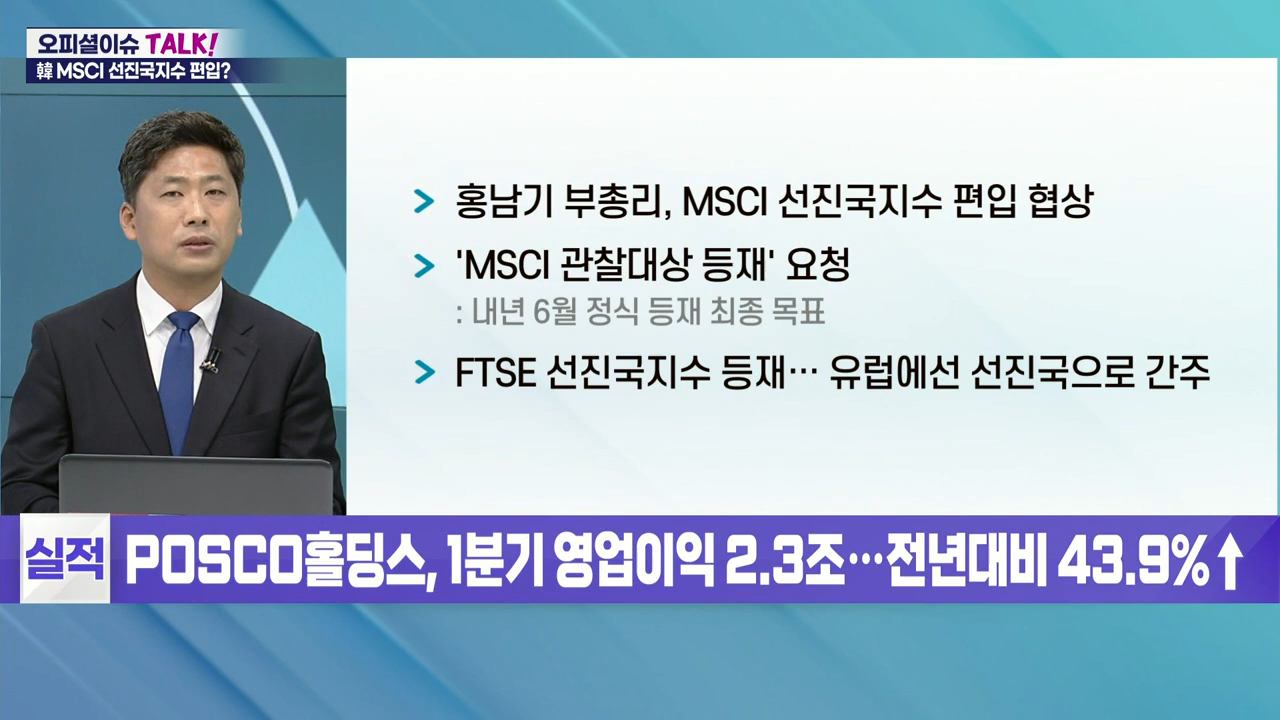 오피셜이슈 TALK!
韓 MSCI 선진국지수 편입?
> 홍남기 부총리, MSCI 선진국지수 편입 협상
> 'MSCI 관찰대상 등재' 요청
: 내년 6월 정식 등재 최종 목표
> FTSE 선진국지수 등재… 유럽에선 선진국으로 간주
실적 POSCO홀딩스, 1분기 영업이익 2.3조…전년대비 43.9%↑